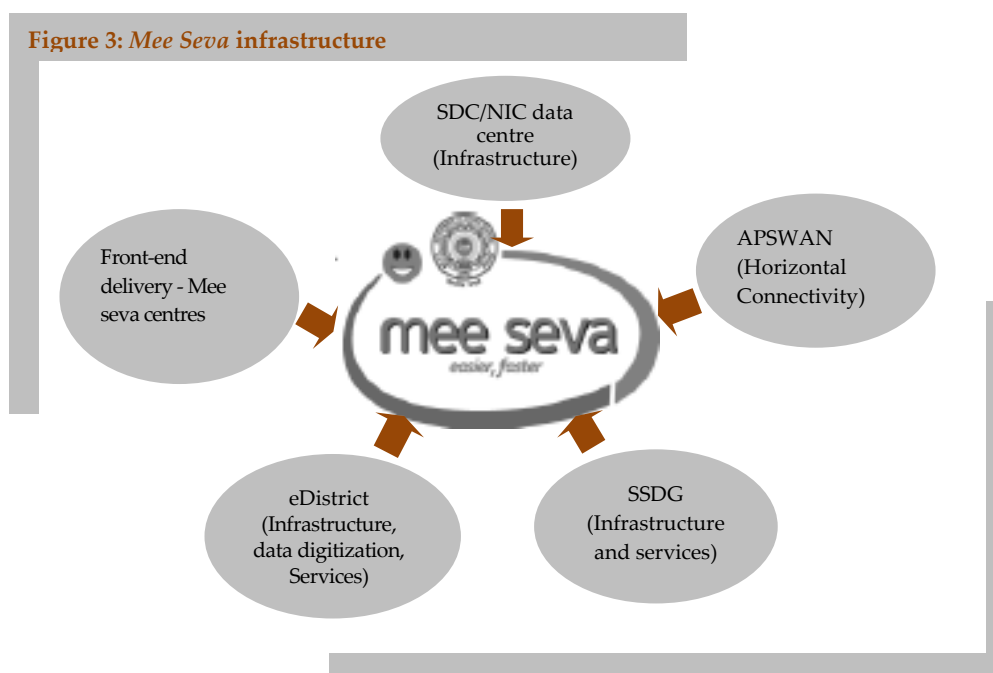 Figure 3: Mee Seva infrastructure
SDC/NIC data
centre
(Infrastructure)
Front-end
delivery - Mee
seva centres
APSWAN
(Horizontal
Connectivity)
mee seva
easier, faster
eDistrict
(Infrastructure,
data digitization,
Services)
SSDG
(Infrastructure
and services)